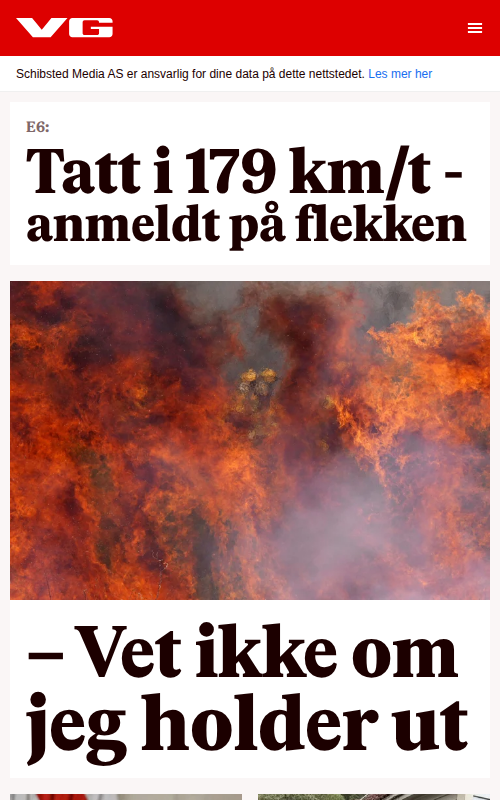 VG
Schibsted Media AS er ansvarlig for dine data på dette nettstedet. Les mer her
E6:
Tatt i 179 km/t -
anmeldt på flekken
– Vet ikke om
jeg holder ut